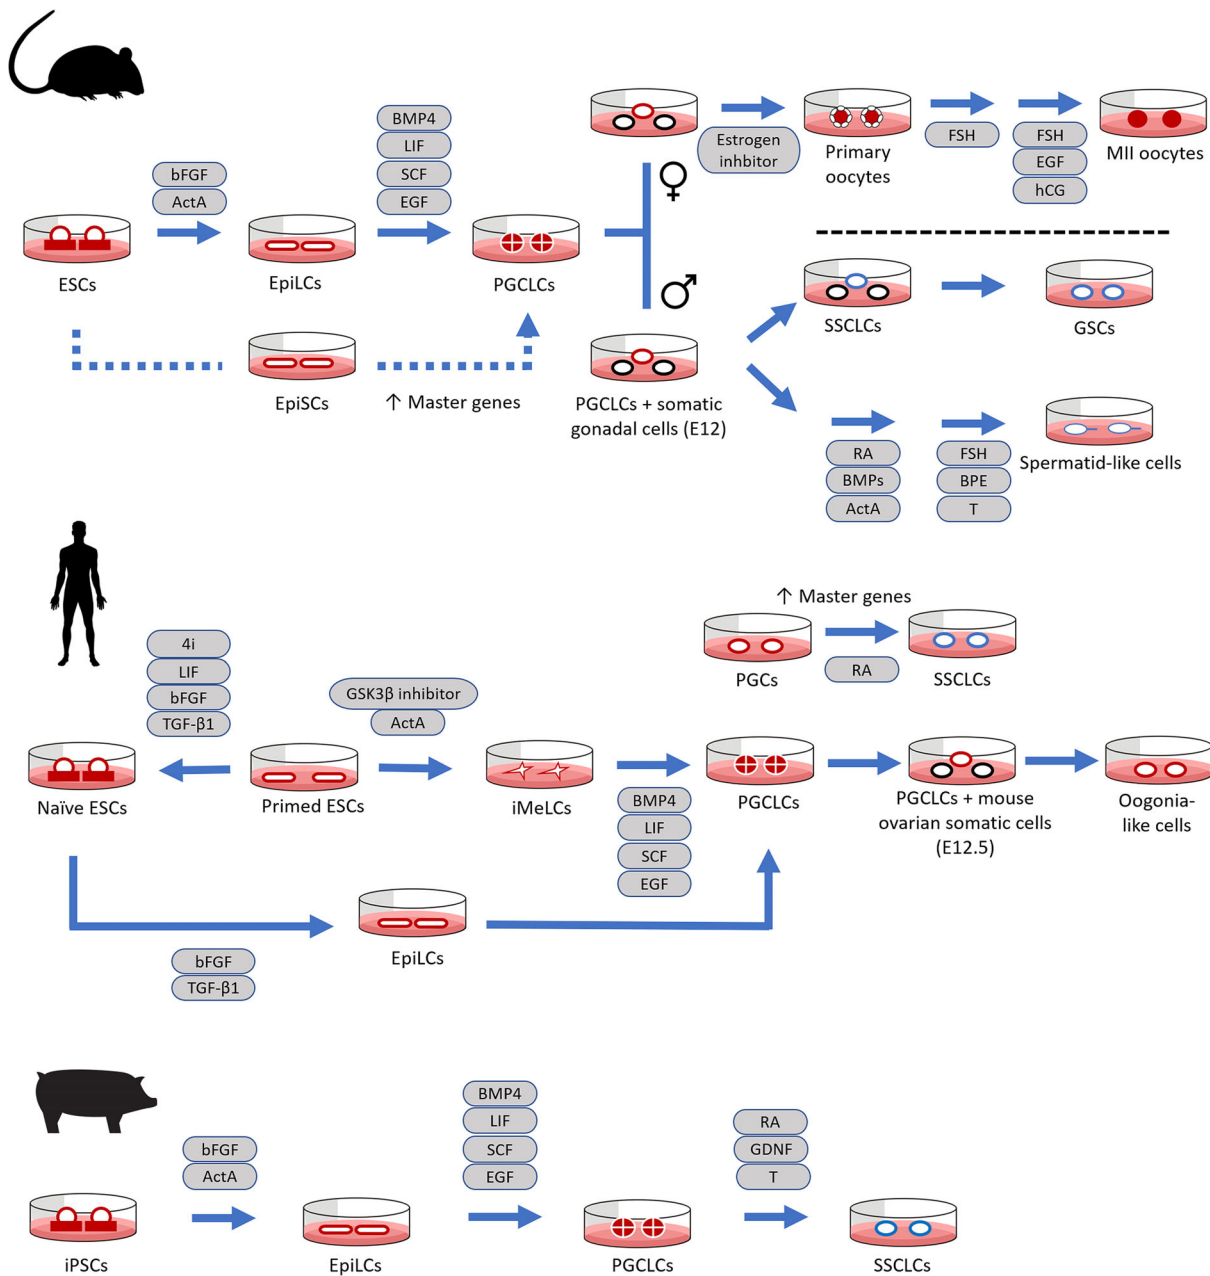 BMP4
LIF
SCF
EGF
bFGF
ActA
ESCs
EpiLCs
PGCLCs
EpiSCs
↑ Master genes
Estrogen
inhbitor
Primary
oocytes
FSH
FSH
EGF
hCG
MII oocytes
♀
♂
PGCLCs + somatic
gonadal cells (E12)
SSCLCs
GSCs
RA
BMPs
ActA
FSH
BPE
T
Spermatid-like cells
4i
LIF
bFGF
TGF-β1
GSK3β inhibitor
ActA
Naïve ESCs
Primed ESCs
iMeLCs
BMP4
LIF
SCF
EGF
↑ Master genes
PGCs
RA
SSCLCs
PGCLCs
PGCLCs + mouse
ovarian somatic cells
(E12.5)
Oogonia-
like cells
bFGF
TGF-β1
EpiLCs
bFGF
ActA
BMP4
LIF
SCF
EGF
RA
GDNF
T
iPSCs
EpiLCs
PGCLCs
SSCLCs